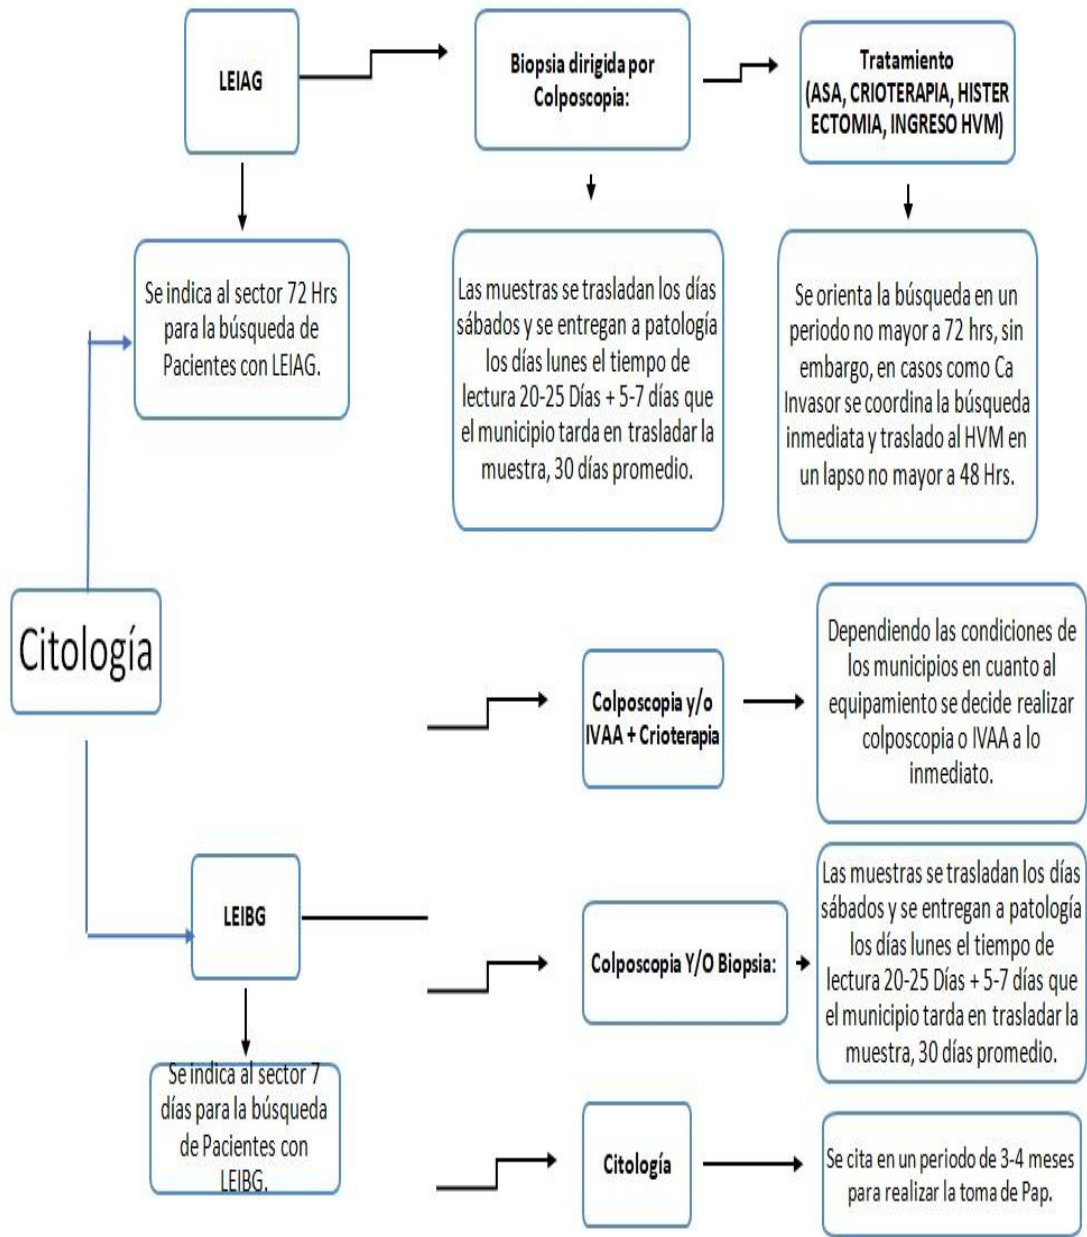 LEIAG
Biopsia dirigida por
Colposcopia:
Tratamiento
(ASA, CRIOTERAPIA, HISTER
ECTOMIA, INGRESO HVM)
Se indica al sector 72 Hrs
para la búsqueda de
Pacientes con LEIAG.
Las muestras se trasladan los días
sábados y se entregan a patología
los días lunes el tiempo de
lectura 20-25 Días + 5-7 días que
el municipio tarda en trasladar la
muestra, 30 días promedio.
Se orienta la búsqueda en un
periodo no mayor a 72 hrs, sin
embargo, en casos como Ca
Invasor se coordina la búsqueda
inmediata y traslado al HVM en
un lapso no mayor a 48 Hrs.
Citología
Colposcopia y/o
IVAA + Crioterapia
Dependiendo las condiciones de
los municipios en cuanto al
equipamiento se decide realizar
colposcopia o IVAA a lo
inmediato.
LEIBG
Colposcopia Y/O Biopsia:
Las muestras se trasladan los días
sábados y se entregan a patología
los días lunes el tiempo de
lectura 20-25 Días + 5-7 días que
el municipio tarda en trasladar la
muestra, 30 días promedio.
Se indica al sector 7
días para la búsqueda
de Pacientes con
LEIBG.
Citología
Se cita en un periodo de 3-4 meses
para realizar la toma de Pap.